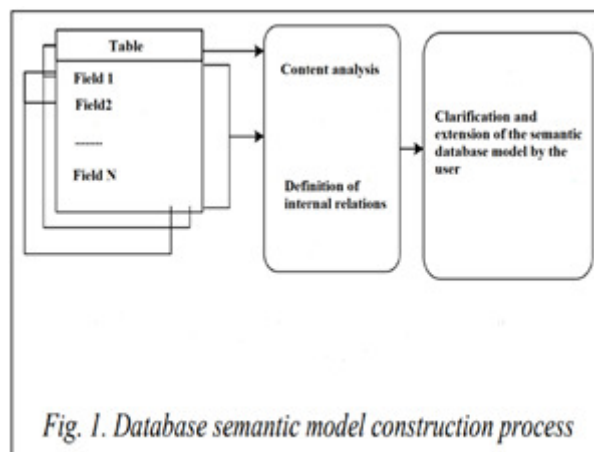 Table
Field 1
Field2
------
Field N
Content analysis
Definition of
internal relations
Clarification and
extension of the semantic
database model by the
user
Fig. 1. Database semantic model construction process